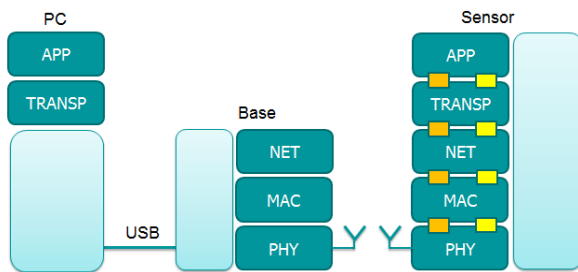 PC
APP
TRANSP
USB
Base
NET
MAC
PHY
Sensor
APP
TRANSP
NET
MAC
PHY